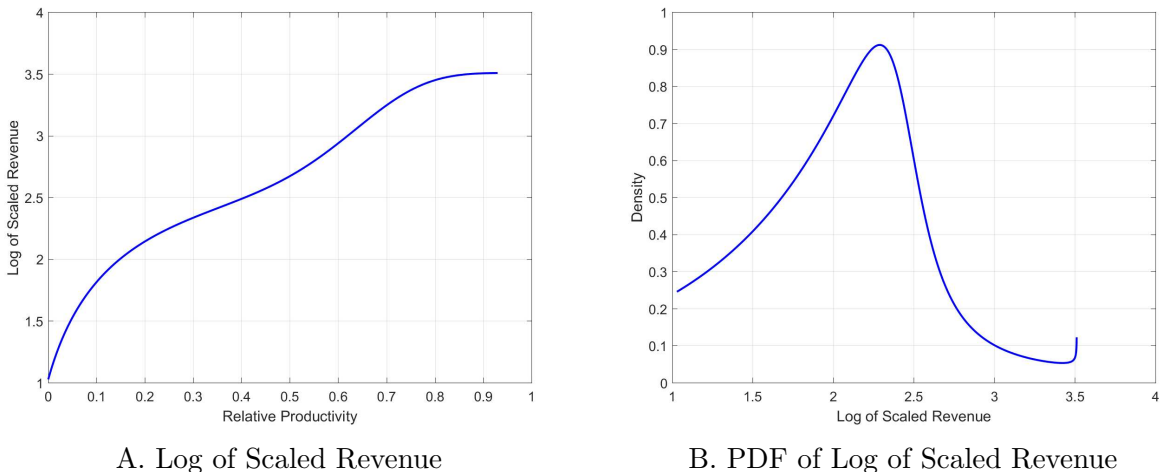 4
3.5
3
2.5
2
1.5
1
0 0.1 0.2 0.3 0.4 0.5 0.6 0.7 0.8 0.9 1
Log of Scaled Revenue
Relative Productivity
A. Log of Scaled Revenue
1
0.9
0.8
0.7
0.6
0.5
0.4
0.3
0.2
0.1
0
1 1.5 2 2.5 3 3.5 4
Density
Log of Scaled Revenue
B. PDF of Log of Scaled Revenue